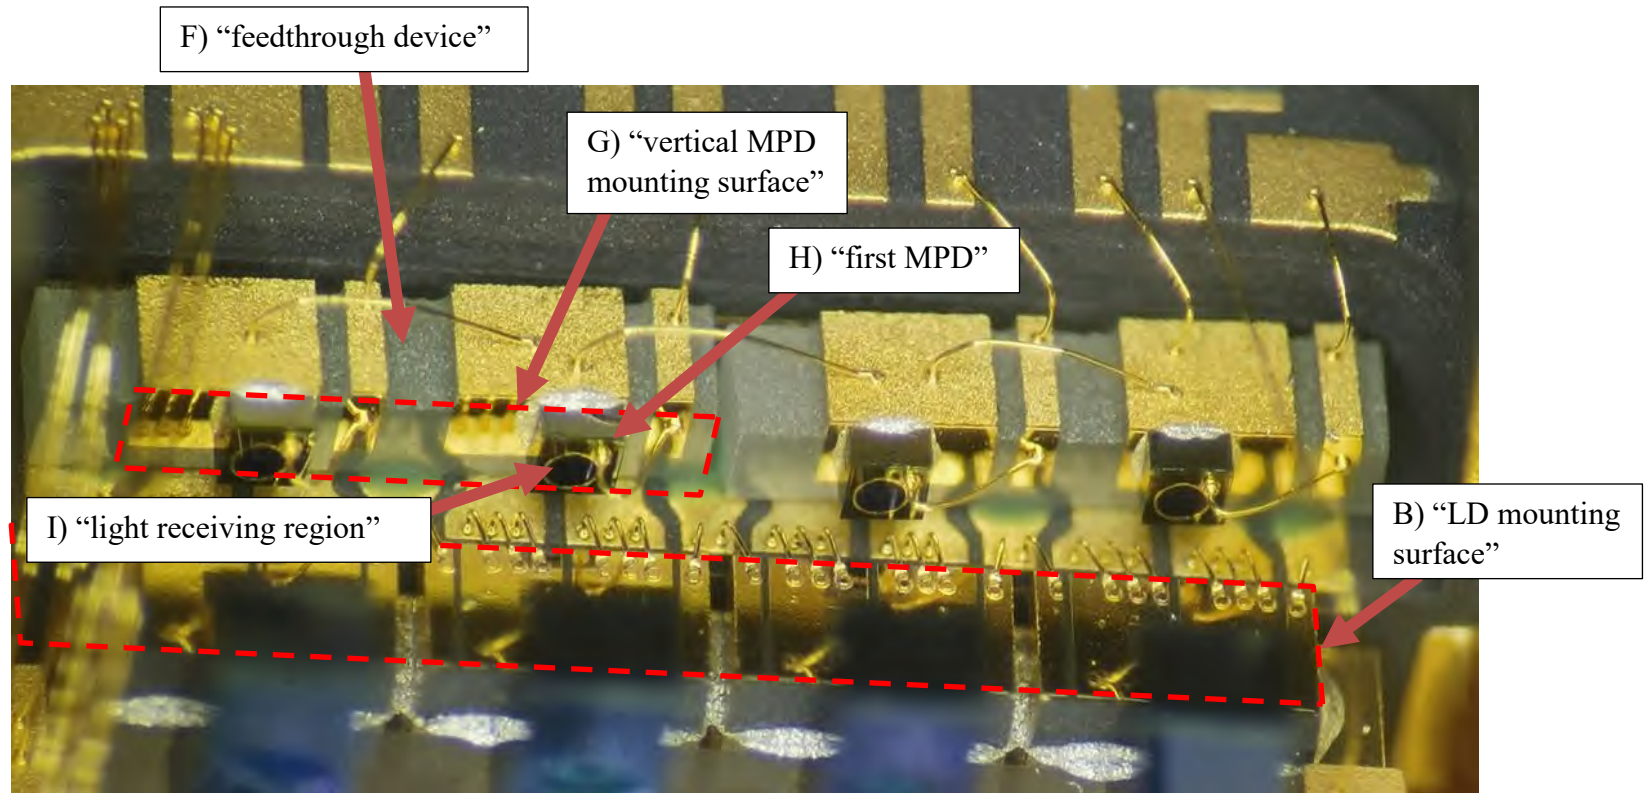 F) “feedthrough device”
G) “vertical MPD
mounting surface”
H) “first MPD”
I) “light receiving region”
B) “LD mounting
surface”